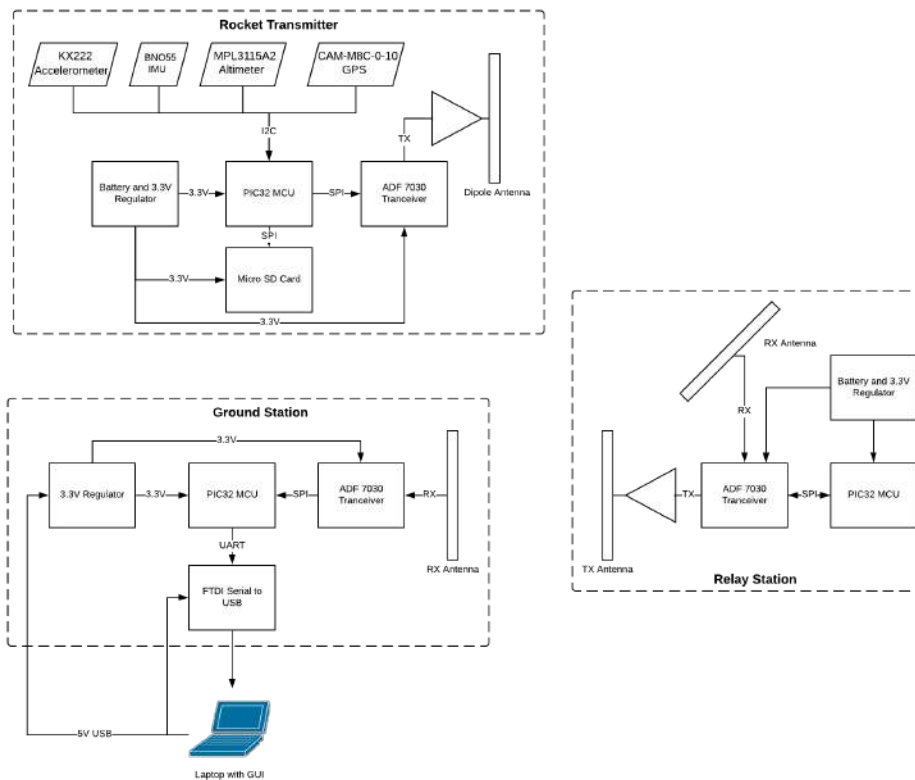 Rocket Transmitter
KX222
Accelerometer
BNO55
IMU
MPL3115A2
Altimeter
CAM-M8C-0-10
GPS
I2C
TX
Dipole Antenna
Battery and 3.3V
Regulator
3.3V
PIC32 MCU
SPI
ADF 7030
Tranceiver
SPI
3.3V
Micro SD Card
3.3V
RX Antenna
Battery and 3.3V
Regulator
RX
TX
ADF 7030
Tranceiver
SPI
PIC32 MCU
TX Antenna
Relay Station
Ground Station
3.3V
3.3V Regulator
3.3V
PIC32 MCU
SPI
ADF 7030
Tranceiver
RX
RX Antenna
UART
FTDI Serial to
USB
5V USB
Laptop with GUI